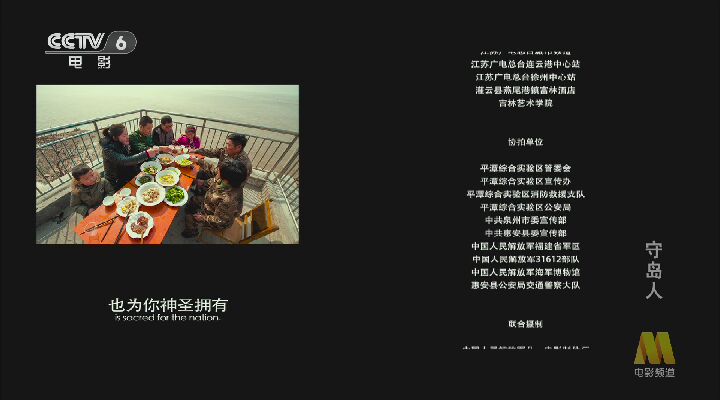 CCTV 6
电影
江苏广电总台连云港中心站
江苏广电总台徐州中心站
灌云县燕尾港镇富林酒店
吉林艺术学院
协拍单位
平潭综合实验区管委会
平潭综合实验区宣传办
平潭综合实验区消防救援支队
平潭综合实验区公安局
中共泉州市委宣传部
中共惠安县委宣传部
中国人民解放军福建省军区
中国人民解放军31612部队
中国人民解放军海军博物馆
惠安县公安局交通警察大队
联合摄制
也为你神圣拥有
is sacred for the nation.
守岛人
电影频道